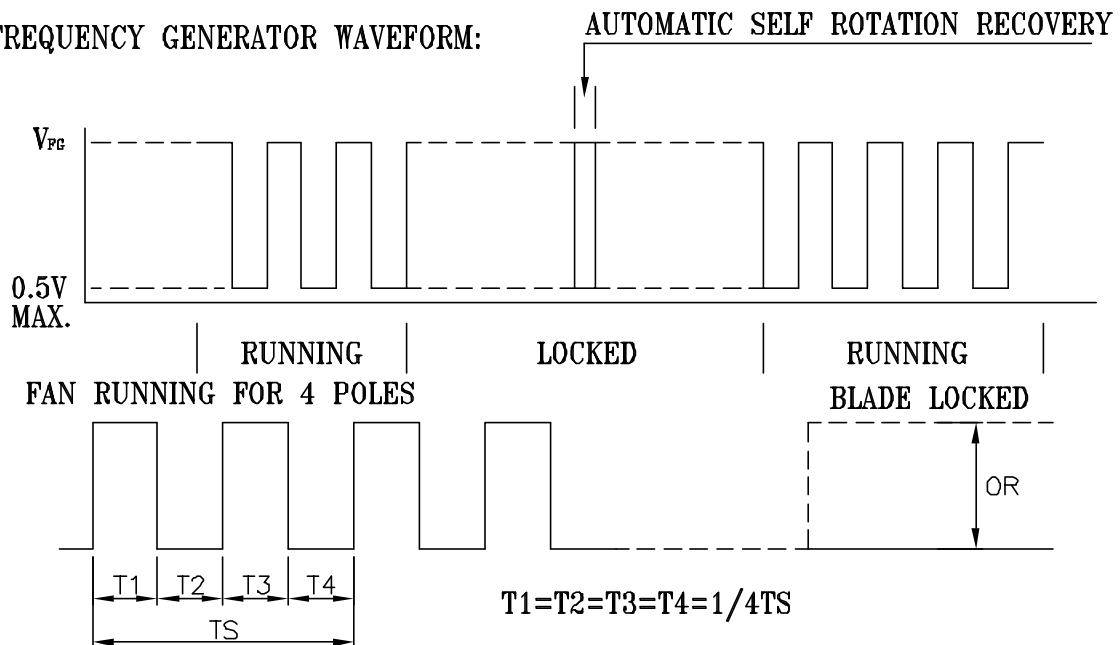 FREQUENCY GENERATOR WAVEFORM:
AUTOMATIC SELF ROTATION RECOVERY
VFG
0.5V
MAX.
RUNNING
LOCKED
RUNNING
FAN RUNNING FOR 4 POLES
BLADE LOCKED
OR
T1 T2 T3 T4
TS
T1=T2=T3=T4=1/4TS